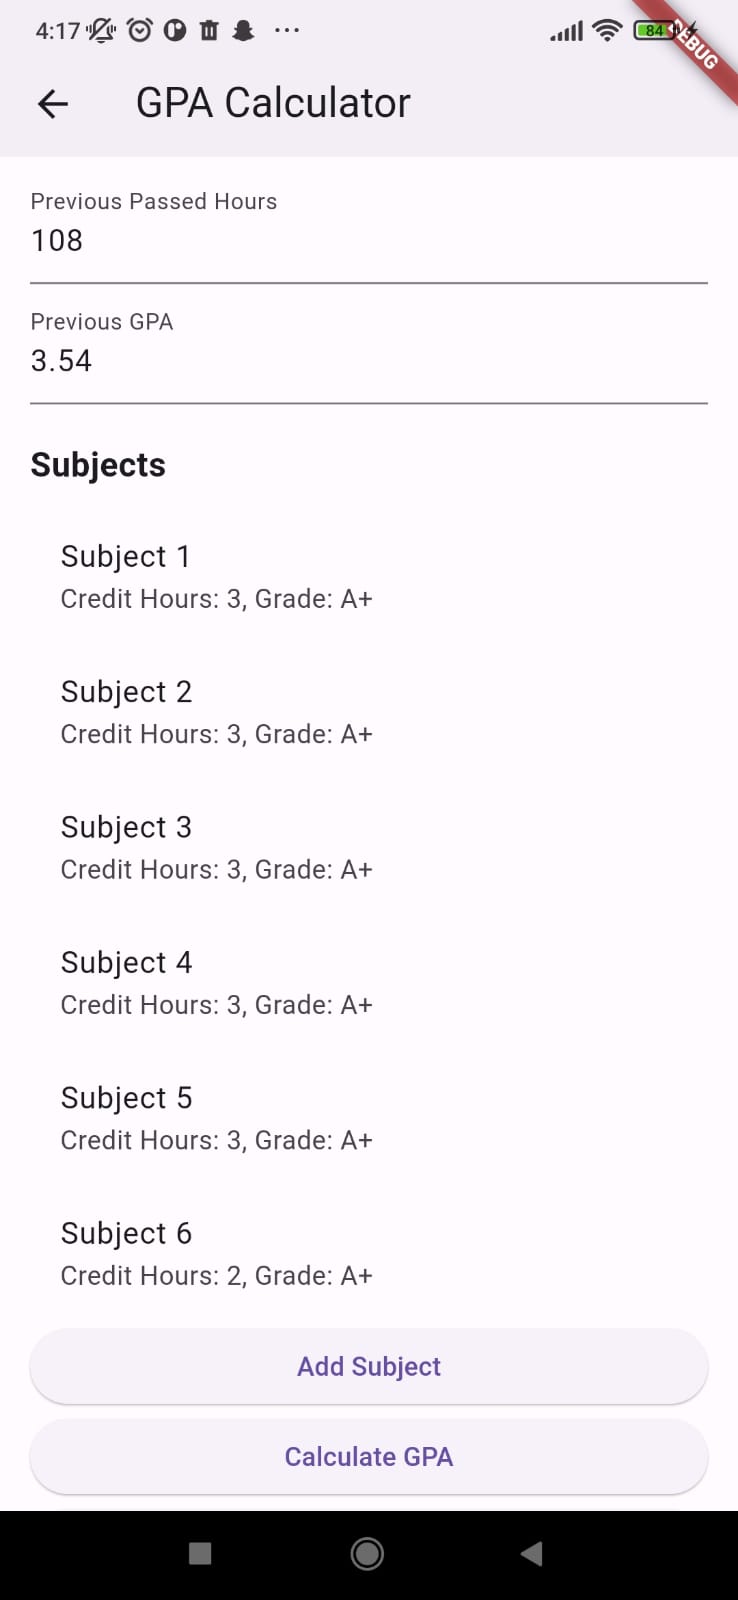 4:17
84
DEBUG
GPA Calculator
Previous Passed Hours
108
Previous GPA
3.54
Subjects
Subject 1
Credit Hours: 3, Grade: A+
Subject 2
Credit Hours: 3, Grade: A+
Subject 3
Credit Hours: 3, Grade: A+
Subject 4
Credit Hours: 3, Grade: A+
Subject 5
Credit Hours: 3, Grade: A+
Subject 6
Credit Hours: 2, Grade: A+
Add Subject
Calculate GPA